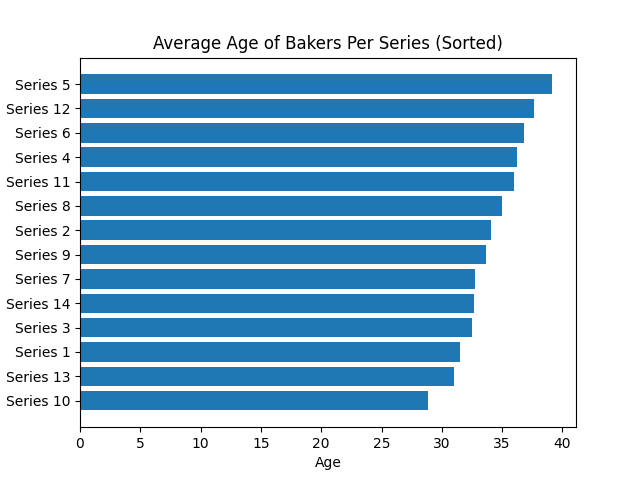 Average Age of Bakers Per Series (Sorted)
Series 5
Series 12
Series 6
Series 4
Series 11
Series 8
Series 2
Series 9
Series 7
Series 14
Series 3
Series 1
Series 13
Series 10
0 5 10 15 20 25 30 35 40
Age